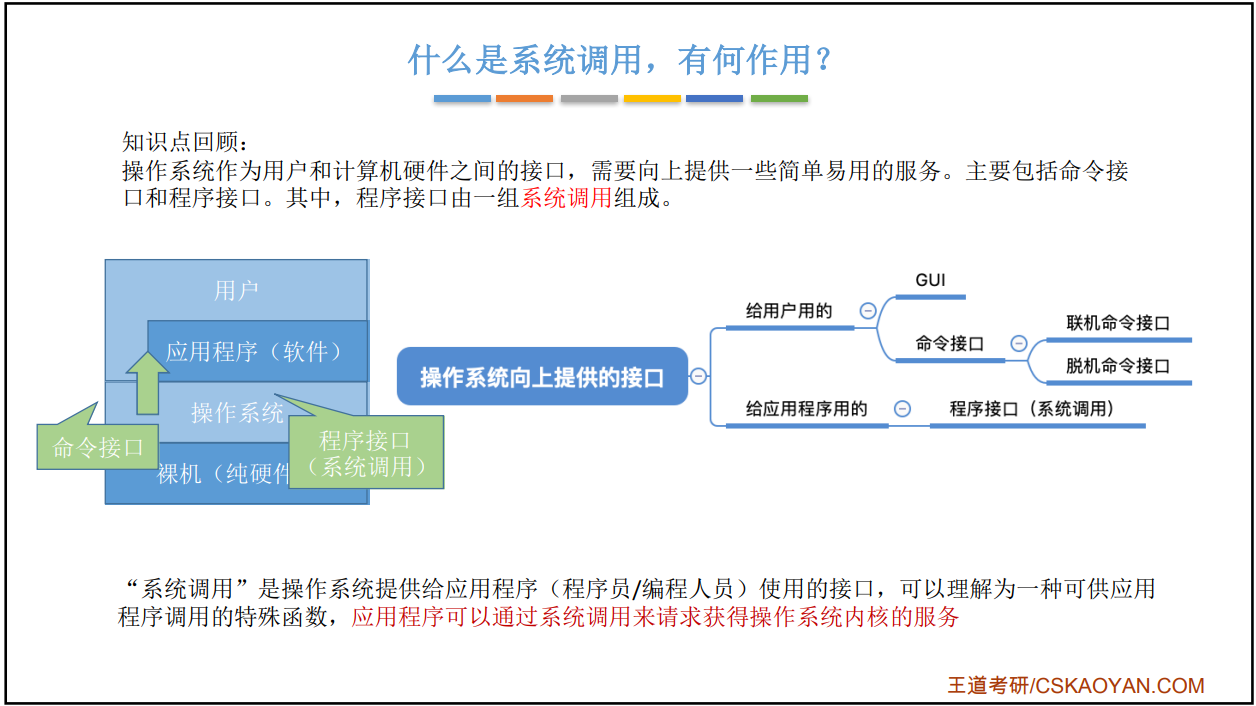 什么是系统调用，有何作用？
知识点回顾：
操作系统作为用户和计算机硬件之间的接口，需要向上提供一些简单易用的服务。主要包括命令接
口和程序接口。其中，程序接口由一组系统调用组成。
用户
应用程序（软件）
操作系统
命令接口
程序接口
（系统调用）
裸机（纯硬件
操作系统向上提供的接口
给用户用的
GUI
命令接口
联机命令接口
脱机命令接口
给应用程序用的
程序接口（系统调用）
“系统调用”是操作系统提供给应用程序（程序员/编程人员）使用的接口，可以理解为一种可供应用
程序调用的特殊函数，应用程序可以通过系统调用来请求获得操作系统内核的服务
王道考研/CSKAOYAN.COM